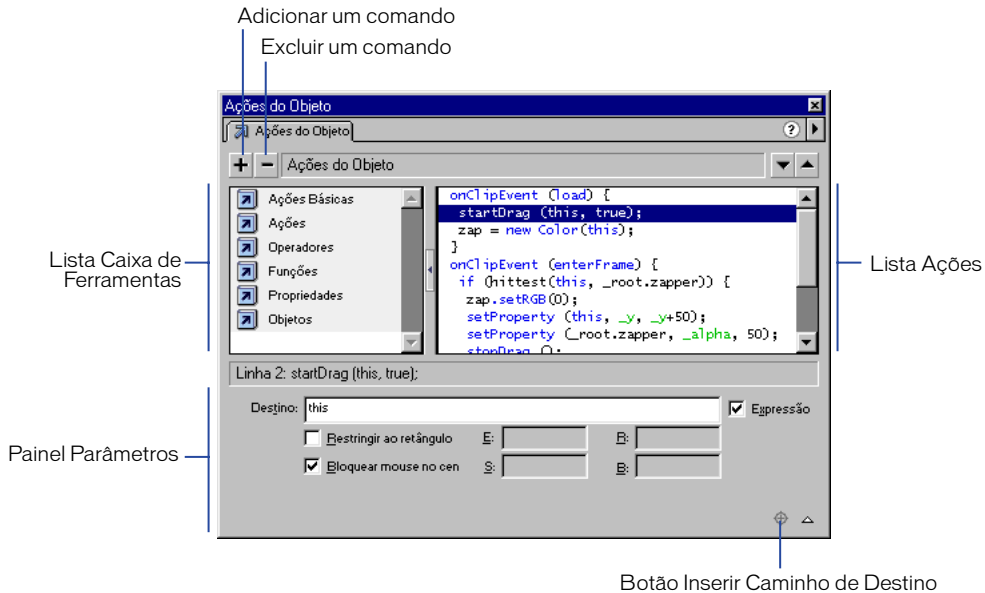 Adicionar um comando
Excluir um comando
Ações do Objeto
Ações do Objeto
Ações do Objeto
Ações Básicas
Ações
Operadores
Funções
Propriedades
Objetos
onClipEvent (load) {
startDrag (this, true);
zap = new Color(this);
}
onClipEvent (enterFrame) {
if (hittest(this, _root.zapper)) {
zap.setRGB(0);
setProperty (this, _y, _y+50);
setProperty (_root.zapper, _alpha, 50);
stopDrag ();
Lista Caixa de
Ferramentas
Lista Ações
Linha 2: startDrag (this, true);
Destino: this
Expressão
Restringir ao retângulo E: R:
Bloquear mouse no cen S: B:
Painel Parâmetros
Botão Inserir Caminho de Destino